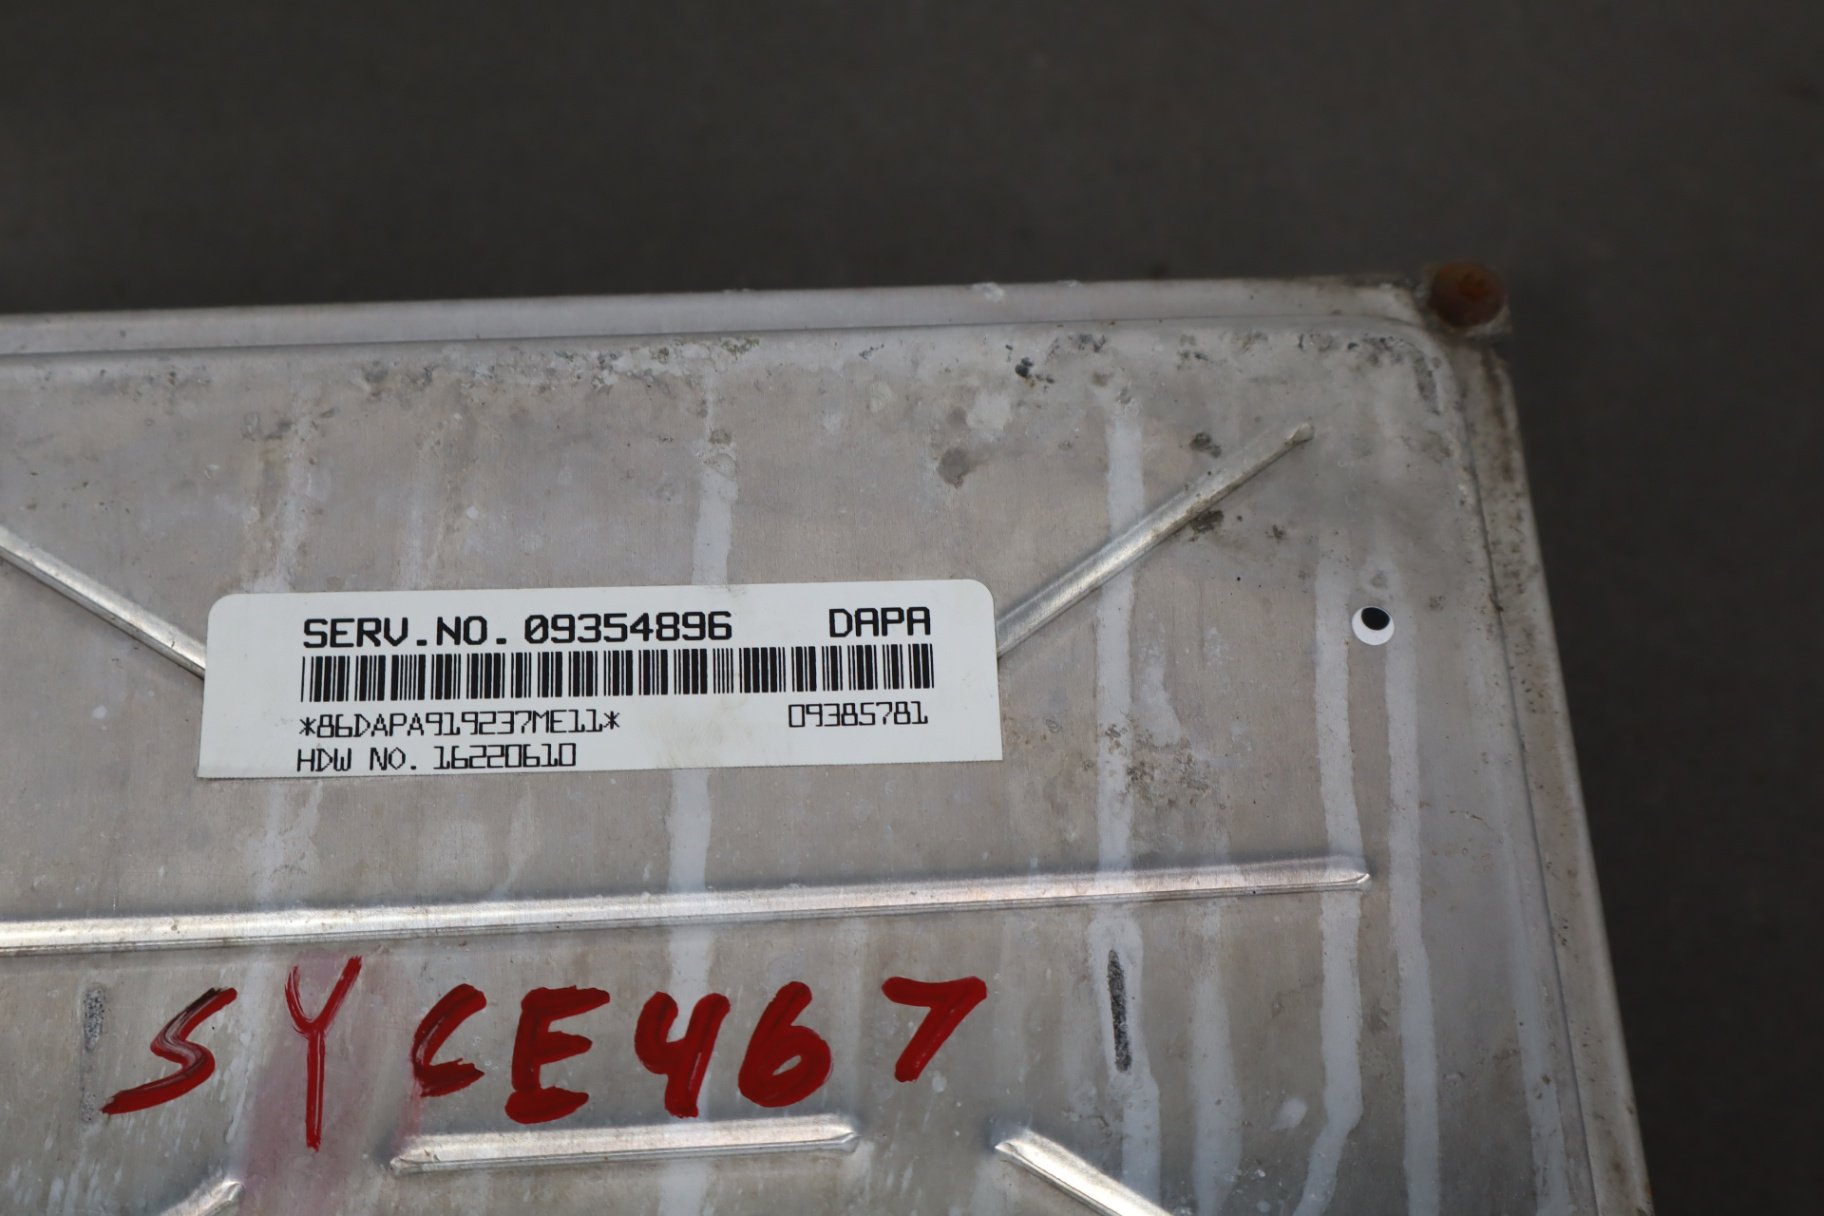 SERV.NO. 09354896 DAPA
*86DAPA919237ME11* 09385781
HDW NO. 16220610
SYCE467